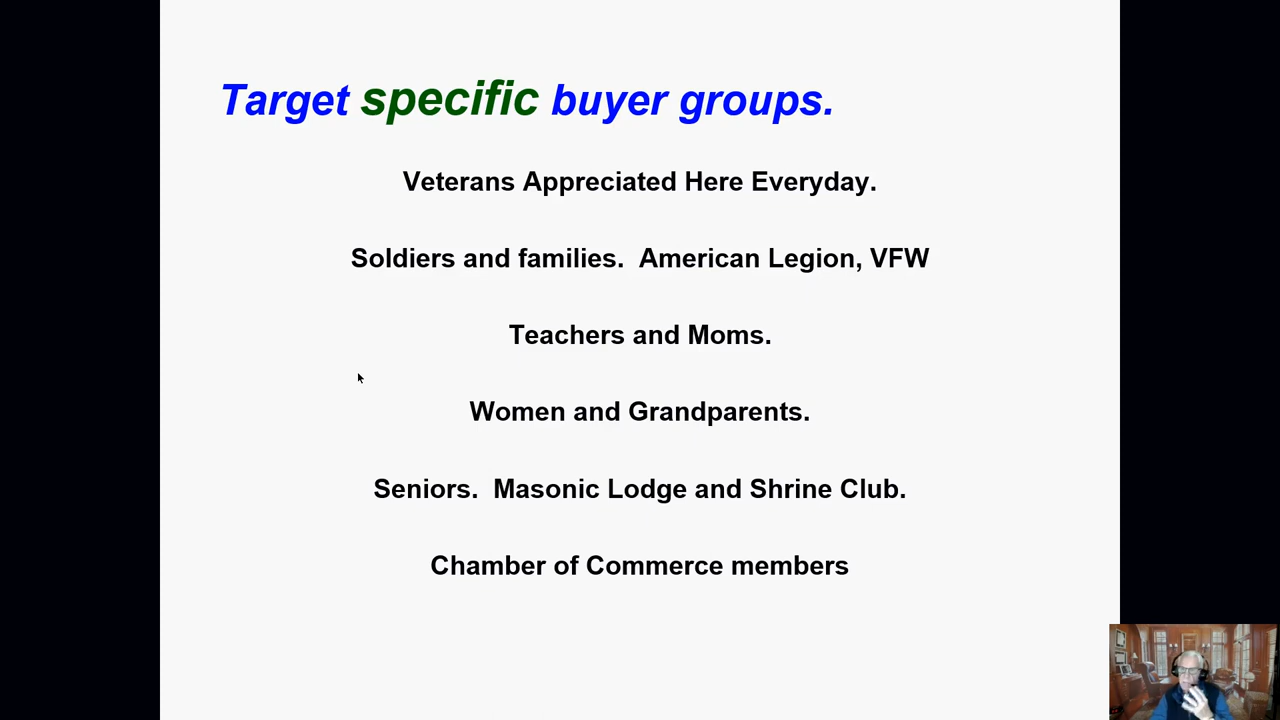 Target specific buyer groups.
Veterans Appreciated Here Everyday.
Soldiers and families.  American Legion, VFW
Teachers and Moms.
Women and Grandparents.
Seniors.  Masonic Lodge and Shrine Club.
Chamber of Commerce members